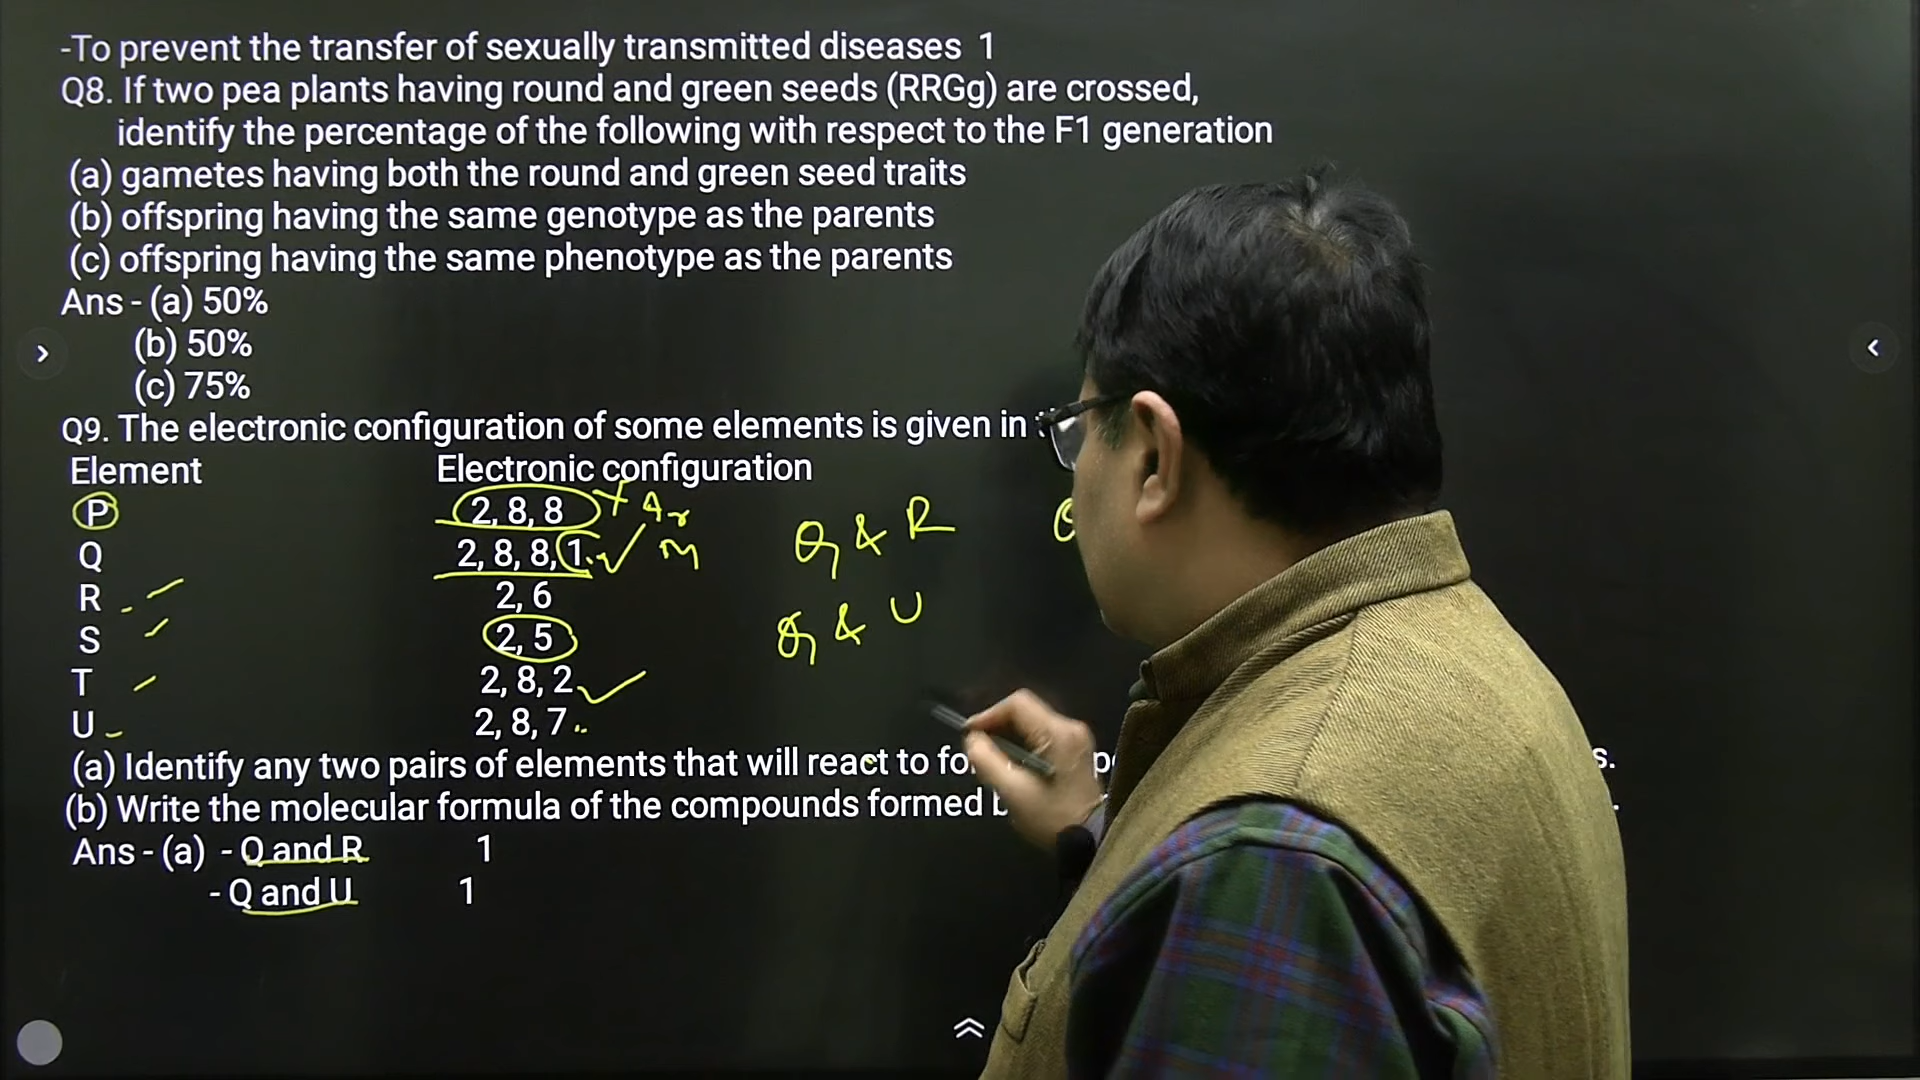 -To prevent the transfer of sexually transmitted diseases 1
Q8. If two pea plants having round and green seeds (RRGg) are crossed,
identify the percentage of the following with respect to the F1 generation
(a) gametes having both the round and green seed traits
(b) offspring having the same genotype as the parents
(c) offspring having the same phenotype as the parents
Ans - (a) 50%
(b) 50%
(c) 75%
Q9. The electronic configuration of some elements is given in
Element Electronic configuration
P 2, 8, 8 Ar
Q 2, 8, 8, 1 Q & R
R 2, 6
S 2, 5 Q & U
T 2, 8, 2
U 2, 8, 7
(a) Identify any two pairs of elements that will react to
(b) Write the molecular formula of the compounds formed
Ans - (a) - Q and R 1
- Q and U 1